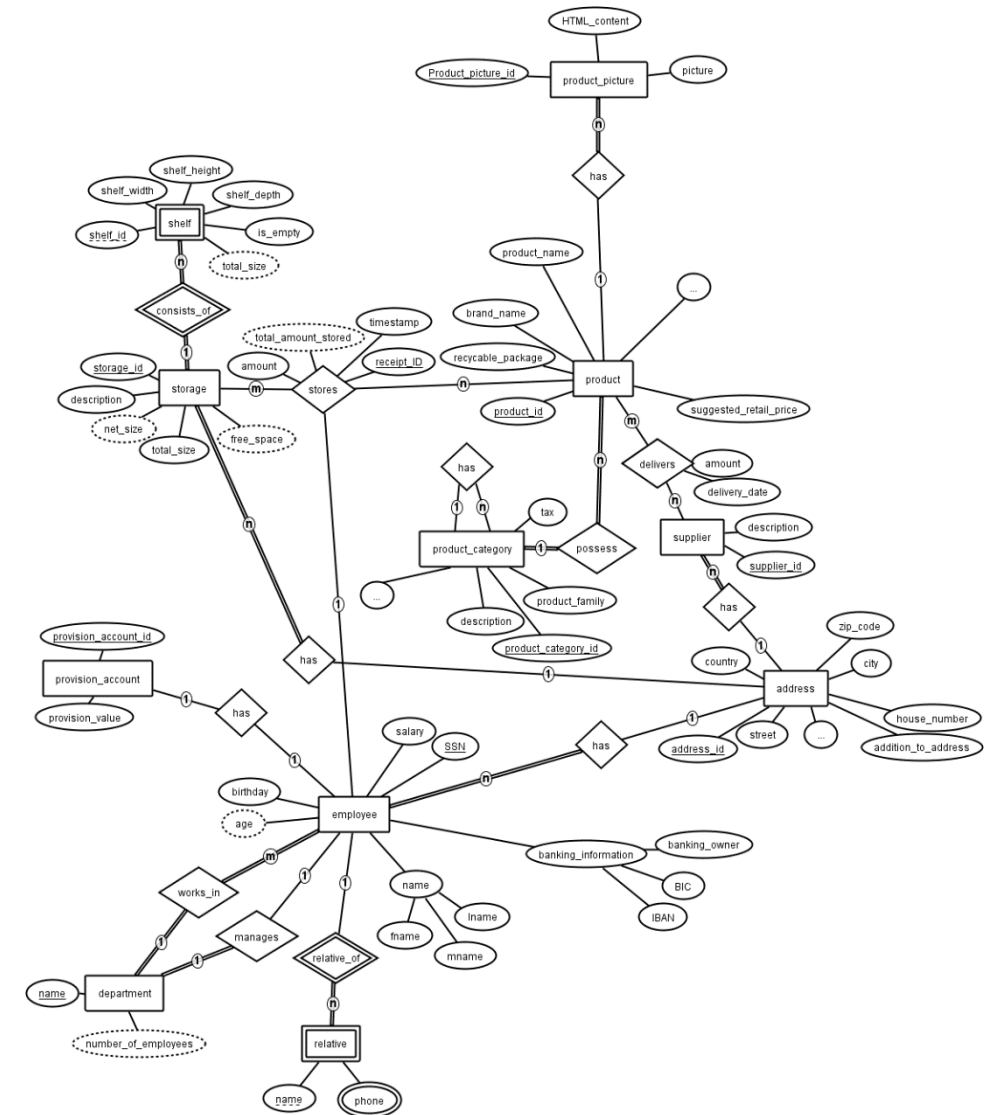 HTML_content
Product_picture_id
product_picture
picture
n
has
shelf_height
shelf_width
shelf_depth
shelf
shelf_id
is_empty
total_size
n
consists_of
1
product_name
...
1
brand_name
total_amount_stored
timestamp
recycable_package
amount
receipt_ID
storage_id
storage
m
stores
n
product
description
product_id
suggested_retail_price
net_size
free_space
total_size
m
has
n
delivers
amount
delivery_date
1
n
n
tax
n
supplier
description
product_category
1
possess
supplier_id
n
...
product_family
has
description
product_category_id
1
zip_code
1
provision_account_id
has
country
city
provision_account
1
address
1
house_number
provision_value
has
salary
SSN
has
1
address_id
street
...
addition_to_address
1
n
birthday
employee
age
banking_information
banking_owner
m
1
1
name
BIC
works_in
lname
IBAN
1
manages
fname
mname
1
relative_of
name
department
n
number_of_employees
relative
name
phone